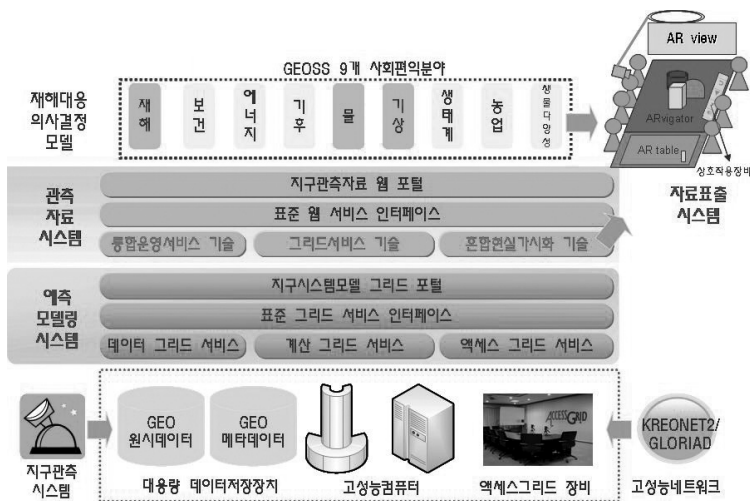 GEOSS 9개 사회편익분야
재해대응
의사결정
모델
재해
보건
에너지
기후
물
기상
생태계
농업
생물다양성
AR view
ARvigator
AR table
상호작용장비
자료표출
시스템
관측
자료
시스템
지구관측자료 웹 포털
표준 웹 서비스 인터페이스
통합운영서비스 기술
그리드서비스 기술
혼합현실가시화 기술
예측
모델링
시스템
지구시스템모델 그리드 포털
표준 그리드 서비스 인터페이스
데이터 그리드 서비스
계산 그리드 서비스
액세스 그리드 서비스
지구관측
시스템
GEO
원시데이터
GEO
메타데이터
대용량 데이터저장장치
고성능컴퓨터
ACCESSGRID
액세스그리드 장비
KREONET2/
GLORIAD
고성능네트워크